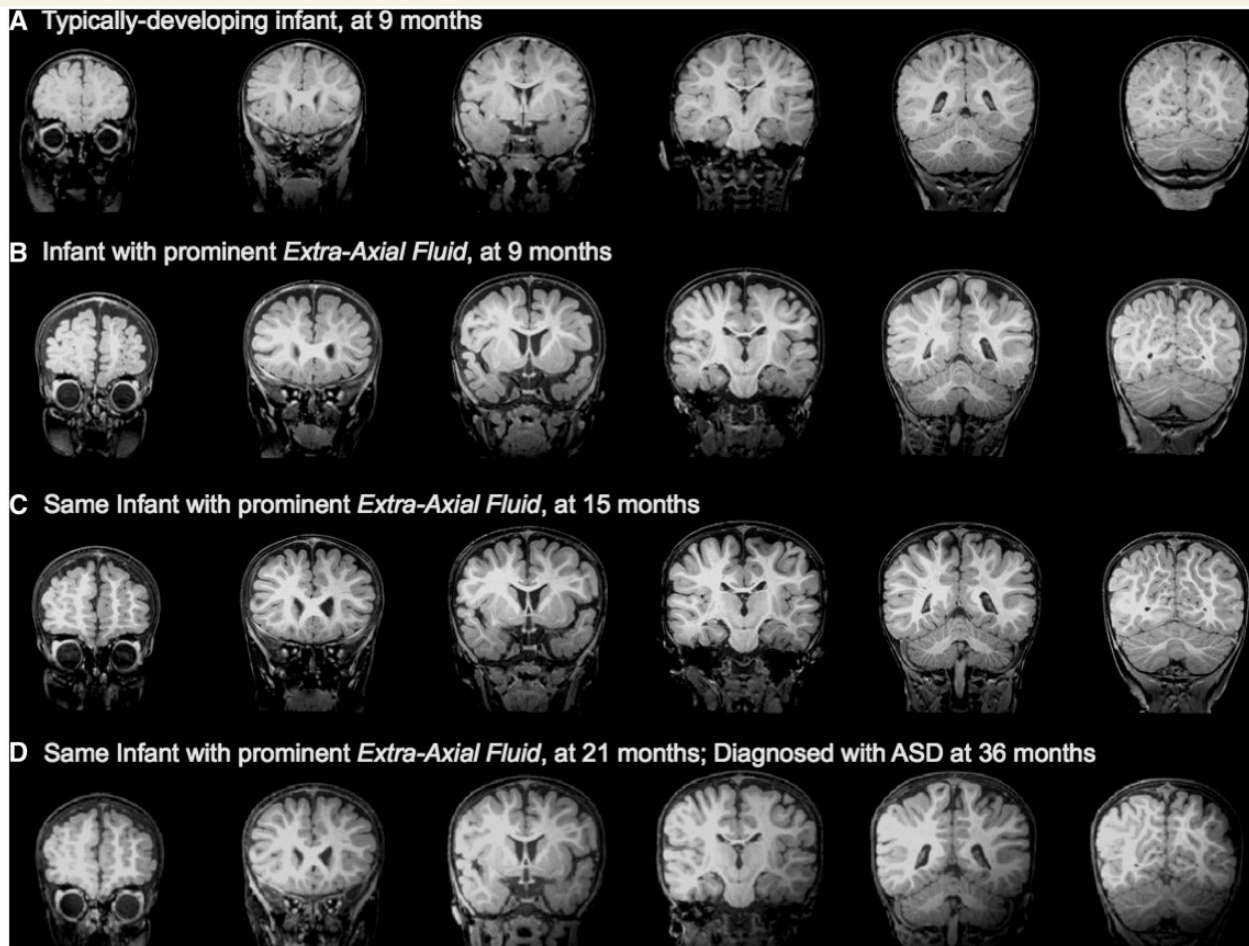 A Typically-developing infant, at 9 months
B Infant with prominent Extra-Axial Fluid, at 9 months
C Same Infant with prominent Extra-Axial Fluid, at 15 months
D Same Infant with prominent Extra-Axial Fluid, at 21 months; Diagnosed with ASD at 36 months